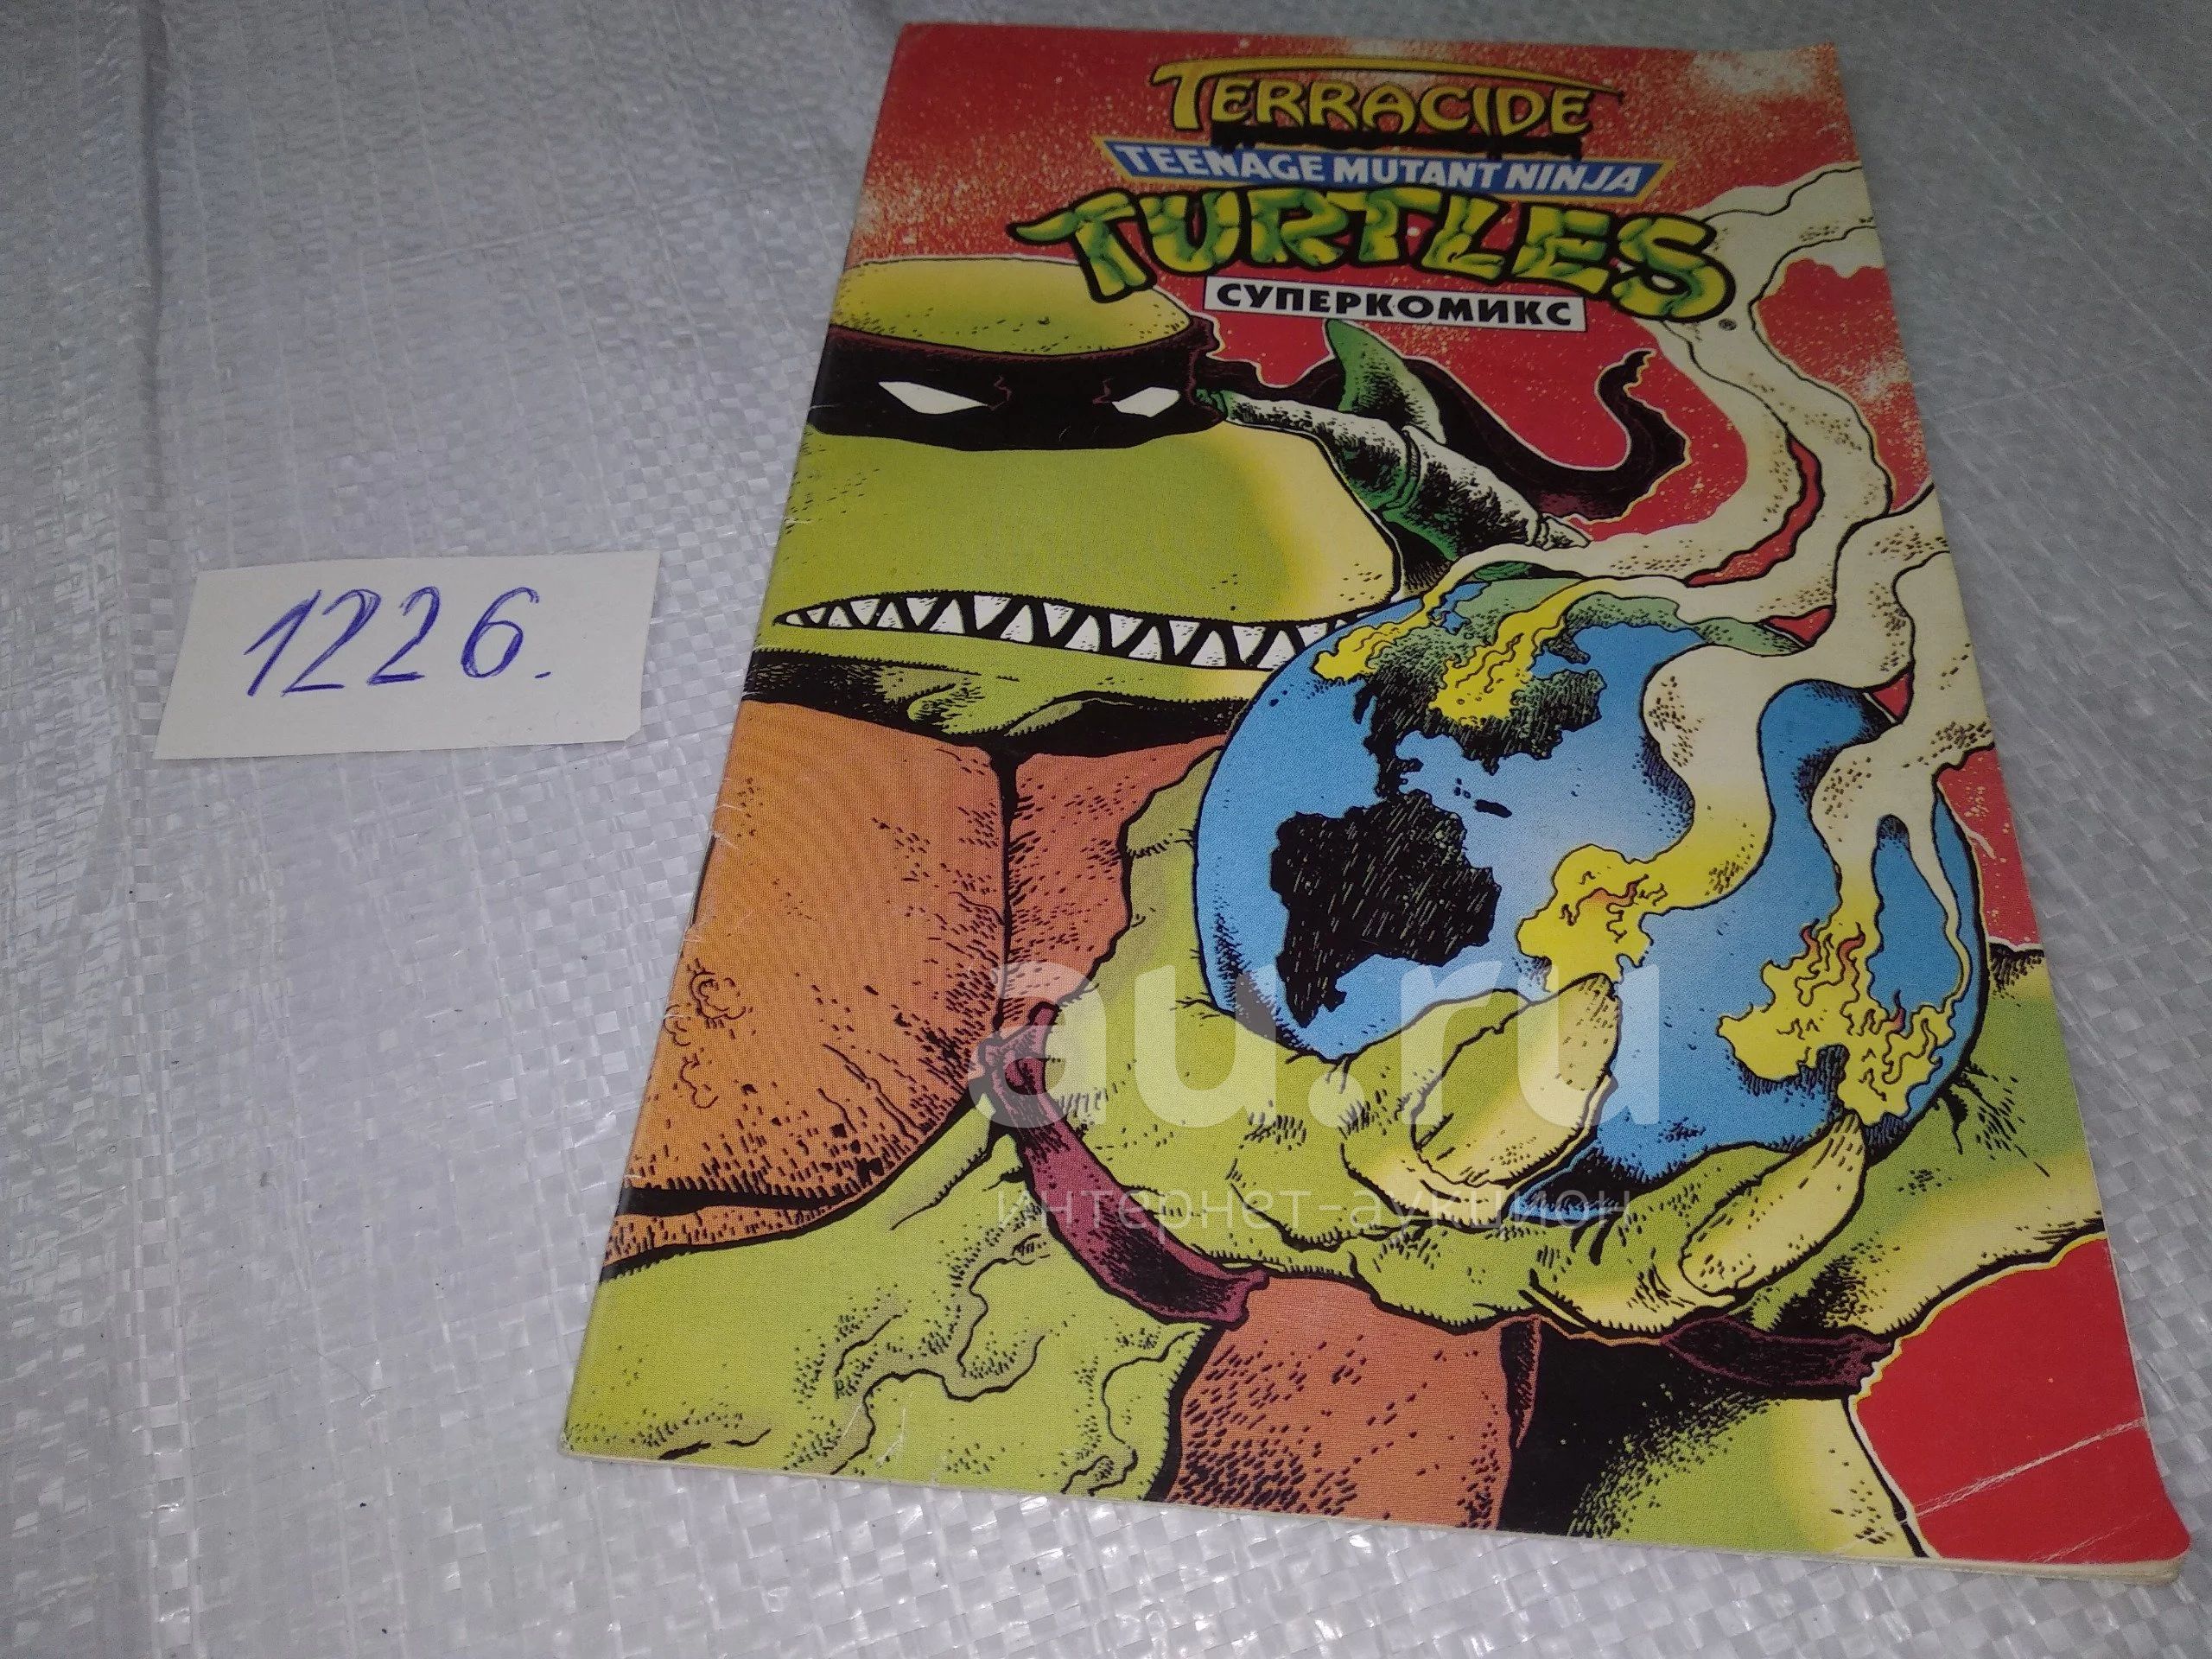 TERRACIDE
TEENAGE MUTANT NINJA
TURTLES®
СУПЕРКОМИКС
1226.
au.ru
интернет-аукцион